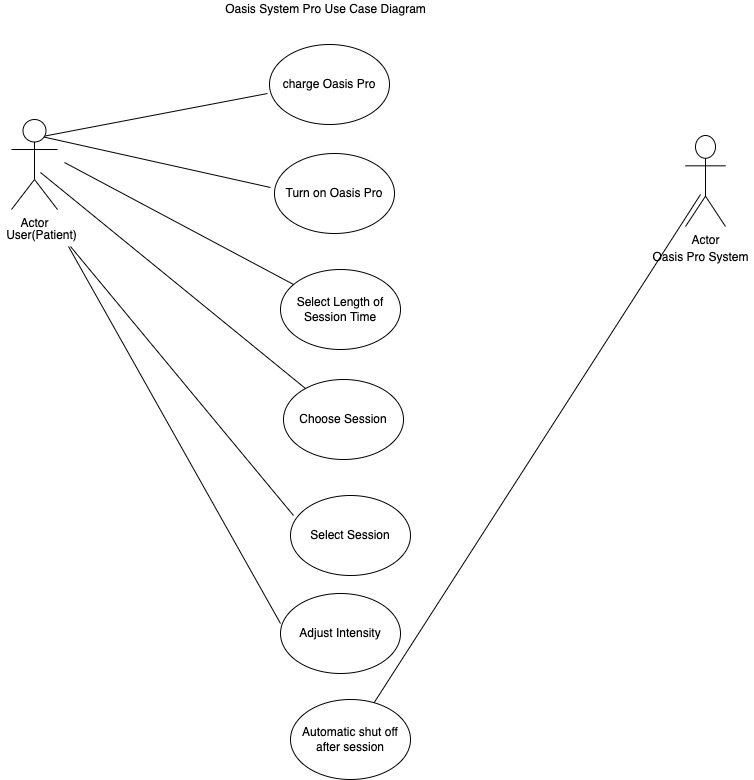 Oasis System Pro Use Case Diagram
charge Oasis Pro
Turn on Oasis Pro
Actor
User(Patient)
Actor
Oasis Pro System
Select Length of
Session Time
Choose Session
Select Session
Adjust Intensity
Automatic shut off
after session